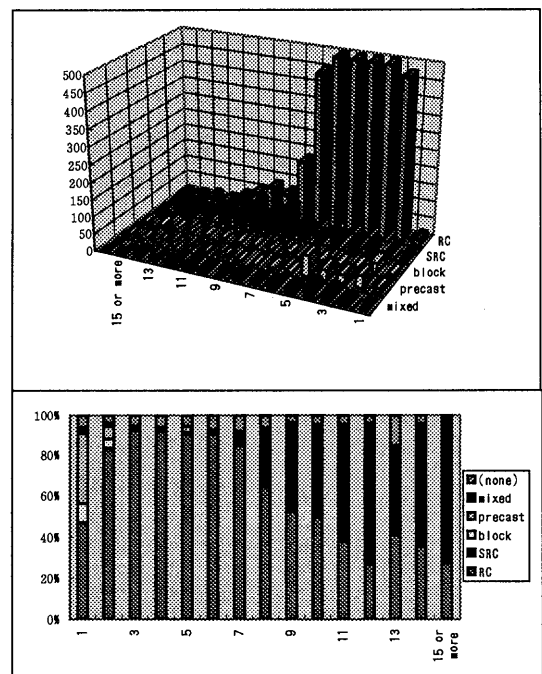 500
450
400
350
300
250
200
150
100
50
0
15 or more
13
11
9
7
5
3
1
RC
SRC
block
precast
mixed
100%
80%
60%
40%
20%
0%
1
3
5
7
9
11
13
15 or
more
(none)
mixed
precast
block
SRC
RC